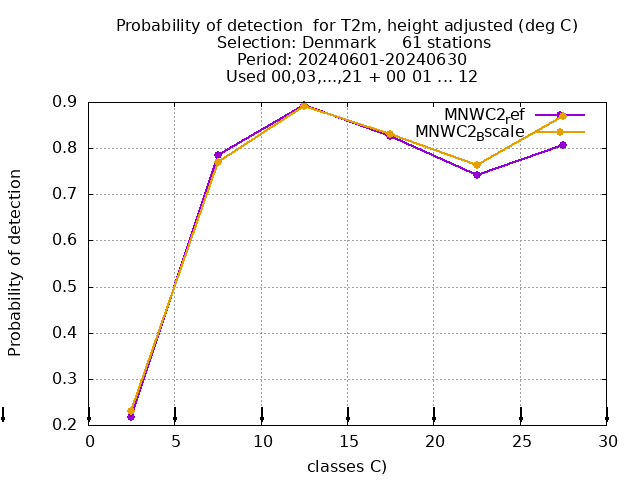 Probability of detection  for T2m, height adjusted (deg C)
Selection: Denmark     61 stations
Period: 20240601-20240630
Used 00,03,...,21 + 00 01 ... 12
MNWC2ref
MNWC2Bscale
0.9
0.8
0.7
0.6
0.5
0.4
0.3
0.2
Probability of detection
0 5 10 15 20 25 30
classes C)